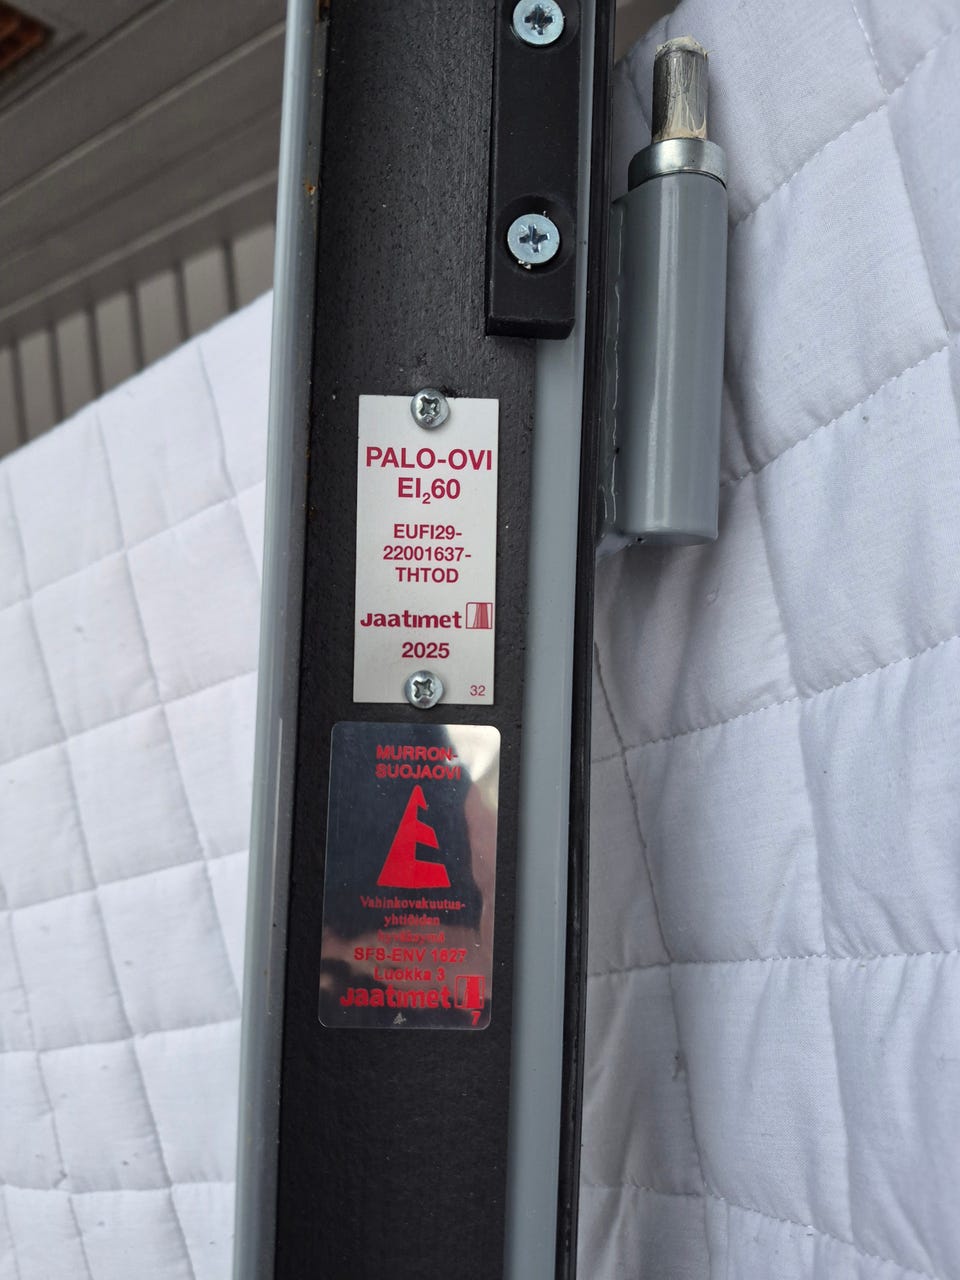 PALO-OVI
EI₂60
EUFI29-
22001637-
THTOD
Jaatimet
2025
32
MURRON-
SUOJAOVI
Vahinkovakuutus-
yhtiöiden
hyväksymä
SFS-ENV 1627
Luokka 3
Jaatimet
7